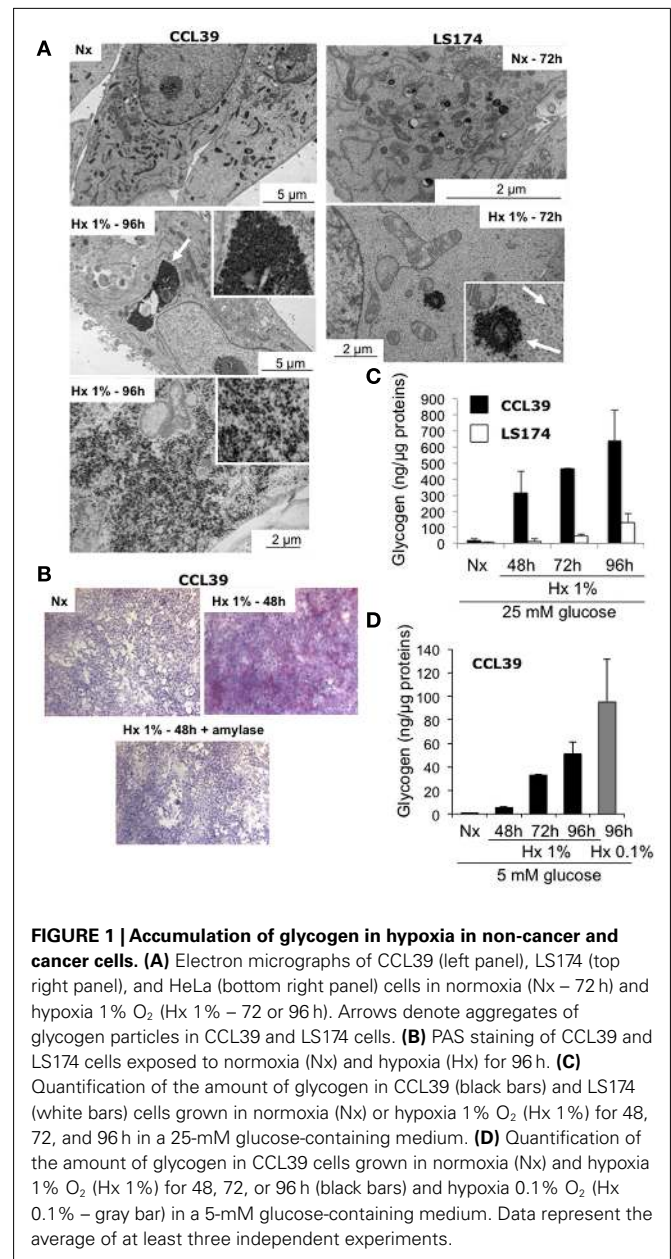 A
CCL39
LS174
Nx
Nx - 72h
5 µm
2 µm
Hx 1% - 96h
Hx 1% - 72h
5 µm
2 µm
Hx 1% - 96h
2 µm
C
Glycogen (ng/µg proteins)
900
800
700
600
500
400
300
200
100
0
CCL39
LS174
Nx 48h 72h 96h
Hx 1%
25 mM glucose
B
CCL39
Nx
Hx 1% - 48h
Hx 1% - 48h + amylase
D
Glycogen (ng/µg proteins)
140
120
100
80
60
40
20
0
CCL39
Nx 48h 72h 96h 96h
Hx 1% Hx 0.1%
5 mM glucose
FIGURE 1 | Accumulation of glycogen in hypoxia in non-cancer and
cancer cells. (A) Electron micrographs of CCL39 (left panel), LS174 (top
right panel), and HeLa (bottom right panel) cells in normoxia (Nx – 72 h) and
hypoxia 1% O₂ (Hx 1% – 72 or 96 h). Arrows denote aggregates of
glycogen particles in CCL39 and LS174 cells. (B) PAS staining of CCL39 and
LS174 cells exposed to normoxia (Nx) and hypoxia (Hx) for 96 h. (C)
Quantification of the amount of glycogen in CCL39 (black bars) and LS174
(white bars) cells grown in normoxia (Nx) or hypoxia 1% O₂ (Hx 1%) for 48,
72, and 96 h in a 25-mM glucose-containing medium. (D) Quantification of
the amount of glycogen in CCL39 cells grown in normoxia (Nx) and hypoxia
1% O₂ (Hx 1%) for 48, 72, or 96 h (black bars) and hypoxia 0.1% O₂ (Hx
0.1% – gray bar) in a 5-mM glucose-containing medium. Data represent the
average of at least three independent experiments.